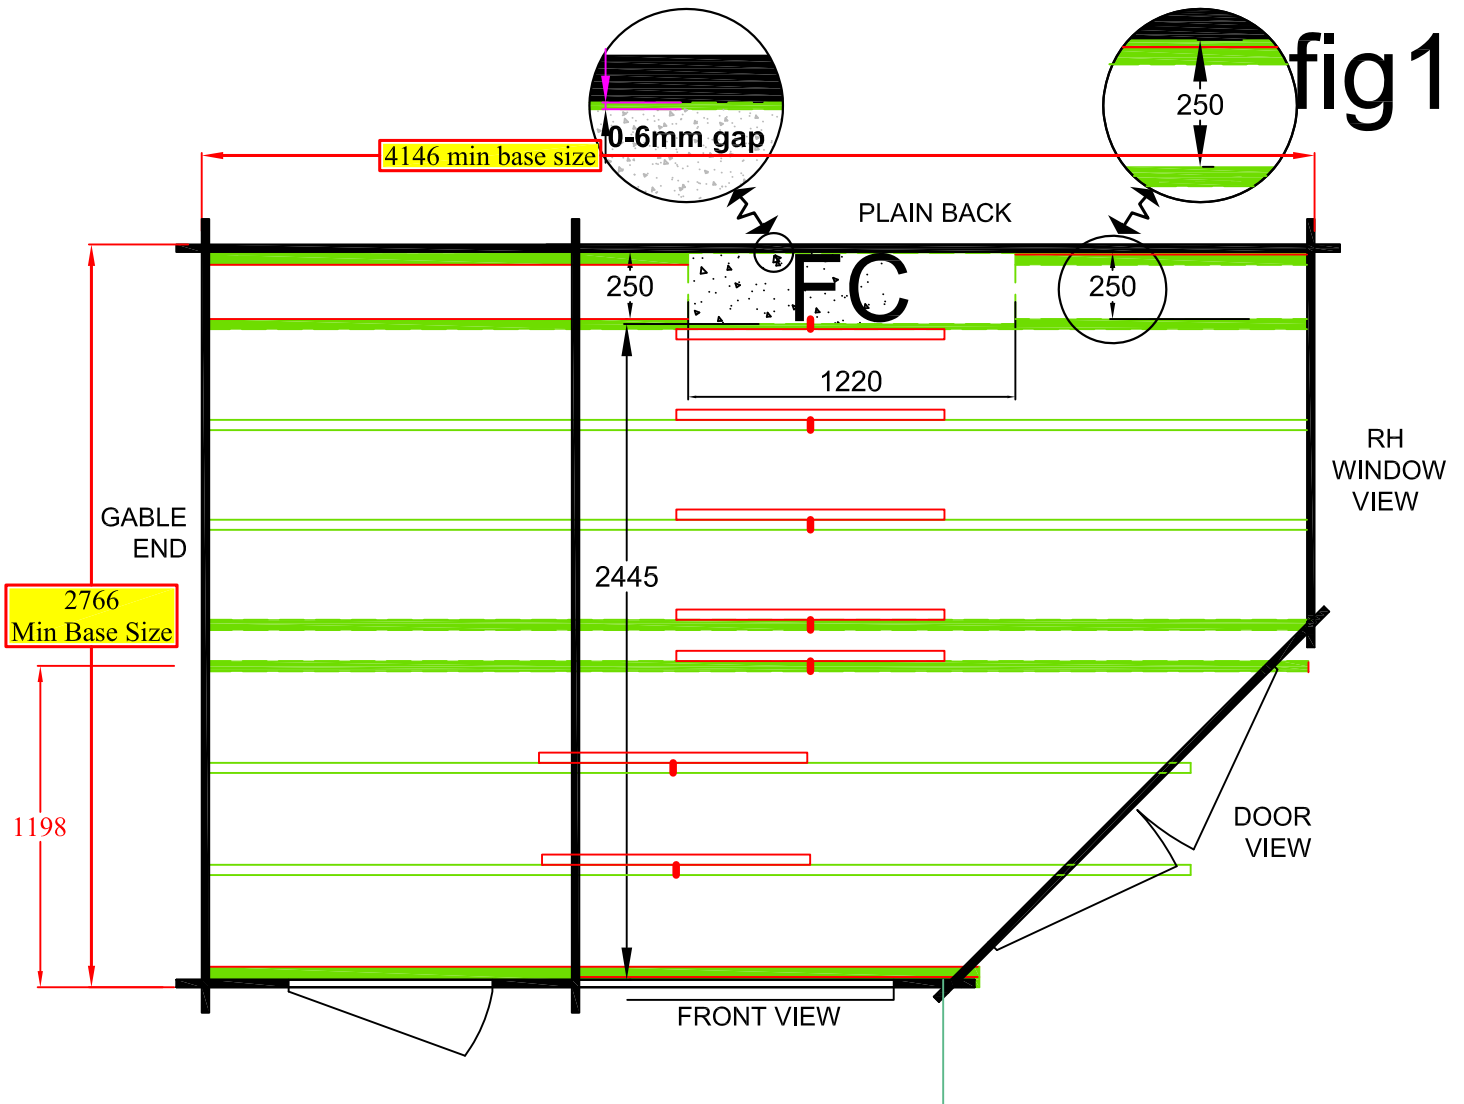 fig1
250
0-6mm gap
4146 min base size
PLAIN BACK
FC
250
250
1220
RH
WINDOW
VIEW
GABLE
END
2445
2766
Min Base Size
1198
DOOR
VIEW
FRONT VIEW